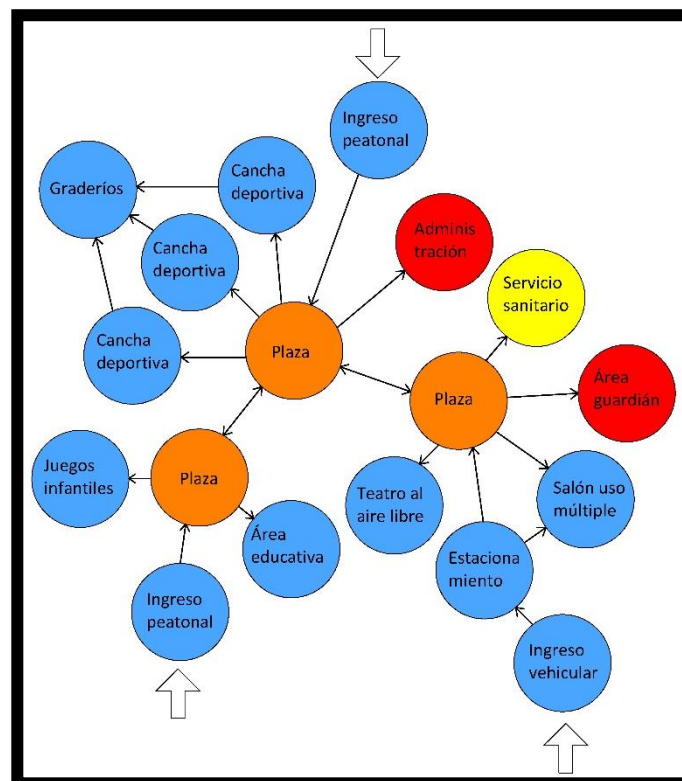 Ingreso
peatonal
Graderíos
Cancha
deportiva
Cancha
deportiva
Cancha
deportiva
Adminis
tración
Servicio
sanitario
Plaza
Plaza
Área
guardián
Plaza
Juegos
infantiles
Área
educativa
Teatro al
aire libre
Salón uso
múltiple
Estaciona
miento
Ingreso
peatonal
Ingreso
vehicular